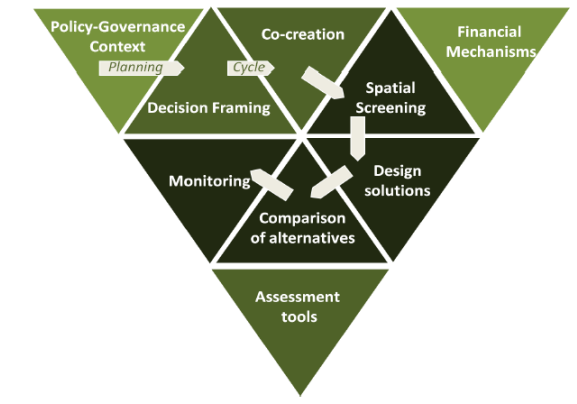 Policy-Governance
Context
Co-creation
Financial
Mechanisms
Planning
Cycle
Decision Framing
Spatial
Screening
Monitoring
Design
solutions
Comparison
of alternatives
Assessment
tools